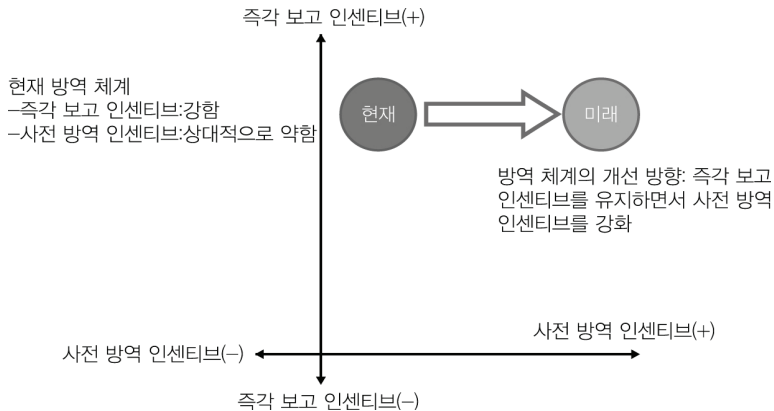 즉각 보고 인센티브(+)
현재 방역 체계
–즉각 보고 인센티브:강함
–사전 방역 인센티브:상대적으로 약함
현재
미래
방역 체계의 개선 방향: 즉각 보고
인센티브를 유지하면서 사전 방역
인센티브를 강화
사전 방역 인센티브(+)
사전 방역 인센티브(–)
즉각 보고 인센티브(–)